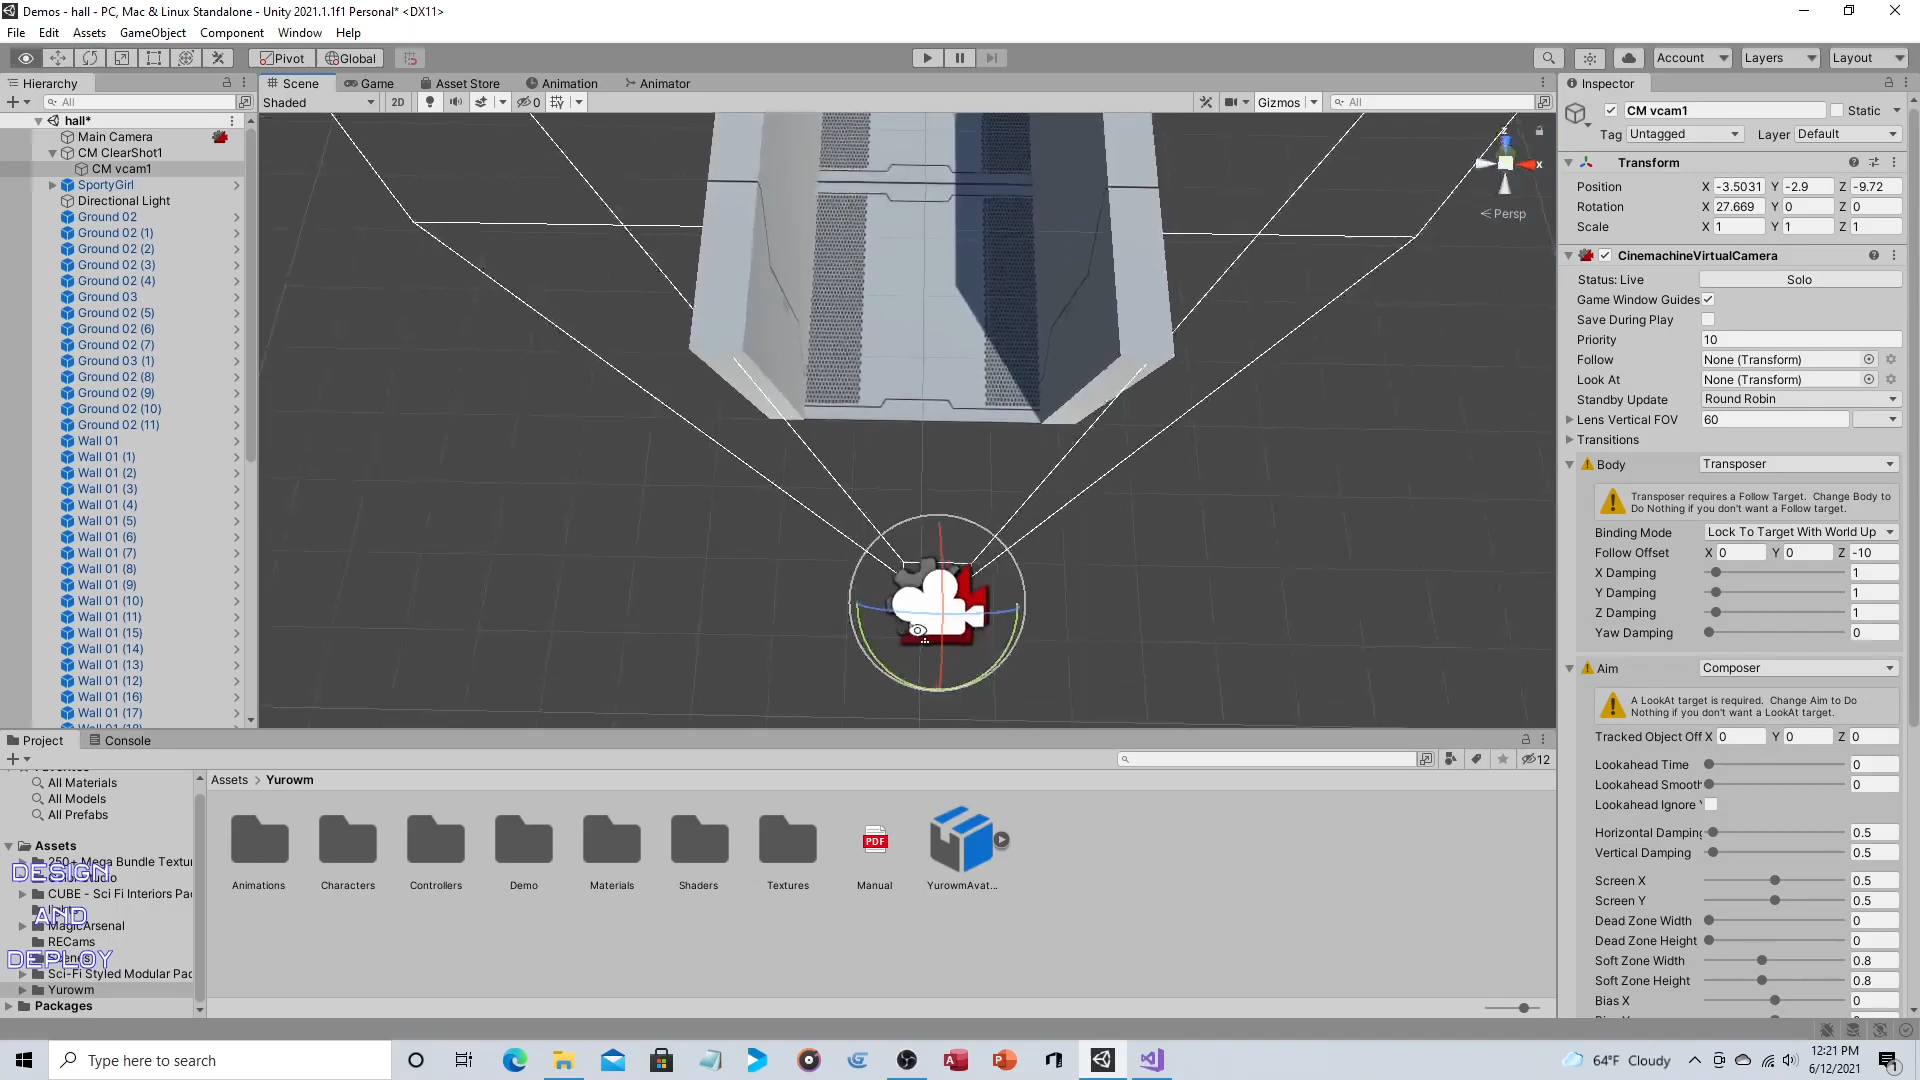 Demos - hall - PC, Mac & Linux Standalone - Unity 2021.1.1f1 Personal* <DX11>
File Edit Assets GameObject Component Window Help
Pivot Global Account Layers Layout
Hierarchy
All
hall*
Main Camera
CM ClearShot1
CM vcam1
SportyGirl
Directional Light
Ground 02
Ground 02 (1)
Ground 02 (2)
Ground 02 (3)
Ground 02 (4)
Ground 03
Ground 02 (5)
Ground 02 (6)
Ground 02 (7)
Ground 03 (1)
Ground 02 (8)
Ground 02 (9)
Ground 02 (10)
Ground 02 (11)
Wall 01
Wall 01 (1)
Wall 01 (2)
Wall 01 (3)
Wall 01 (4)
Wall 01 (5)
Wall 01 (6)
Wall 01 (7)
Wall 01 (8)
Wall 01 (9)
Wall 01 (10)
Wall 01 (11)
Wall 01 (15)
Wall 01 (14)
Wall 01 (13)
Wall 01 (12)
Wall 01 (16)
Wall 01 (17)
Scene Game Asset Store Animation Animator
Shaded 2D 0 Gizmos All
z
x
Persp
Inspector
CM vcam1 Static
Tag Untagged Layer Default
Transform
Position X -3.5031 Y -2.9 Z -9.72
Rotation X 27.669 Y 0 Z 0
Scale X 1 Y 1 Z 1
CinemachineVirtualCamera
Status: Live Solo
Game Window Guides
Save During Play
Priority 10
Follow None (Transform)
Look At None (Transform)
Standby Update Round Robin
Lens Vertical FOV 60
Transitions
Body Transposer
Transposer requires a Follow Target. Change Body to
Do Nothing if you don't want a Follow target.
Binding Mode Lock To Target With World Up
Follow Offset X 0 Y 0 Z -10
X Damping 1
Y Damping 1
Z Damping 1
Yaw Damping 0
Aim Composer
A LookAt target is required. Change Aim to Do
Nothing if you don't want a LookAt target.
Tracked Object Off X 0 Y 0 Z 0
Lookahead Time 0
Lookahead Smooth 0
Lookahead Ignore
Horizontal Damping 0.5
Vertical Damping 0.5
Screen X 0.5
Screen Y 0.5
Dead Zone Width 0
Dead Zone Height 0
Soft Zone Width 0.8
Soft Zone Height 0.8
Bias X 0
Project Console
12
All Materials
All Models
All Prefabs
Assets
250+ Mega Bundle Textur
CUBE - Sci Fi Interiors Pac
MagicArsenal
RECams
Scenes
Sci-Fi Styled Modular Pac
Yurowm
Packages
DESIGN
AND
DEPLOY
Assets > Yurowm
Animations Characters Controllers Demo Materials Shaders Textures Manual YurowmAvat...
PDF
Type here to search
64°F Cloudy
12:21 PM
6/12/2021
1